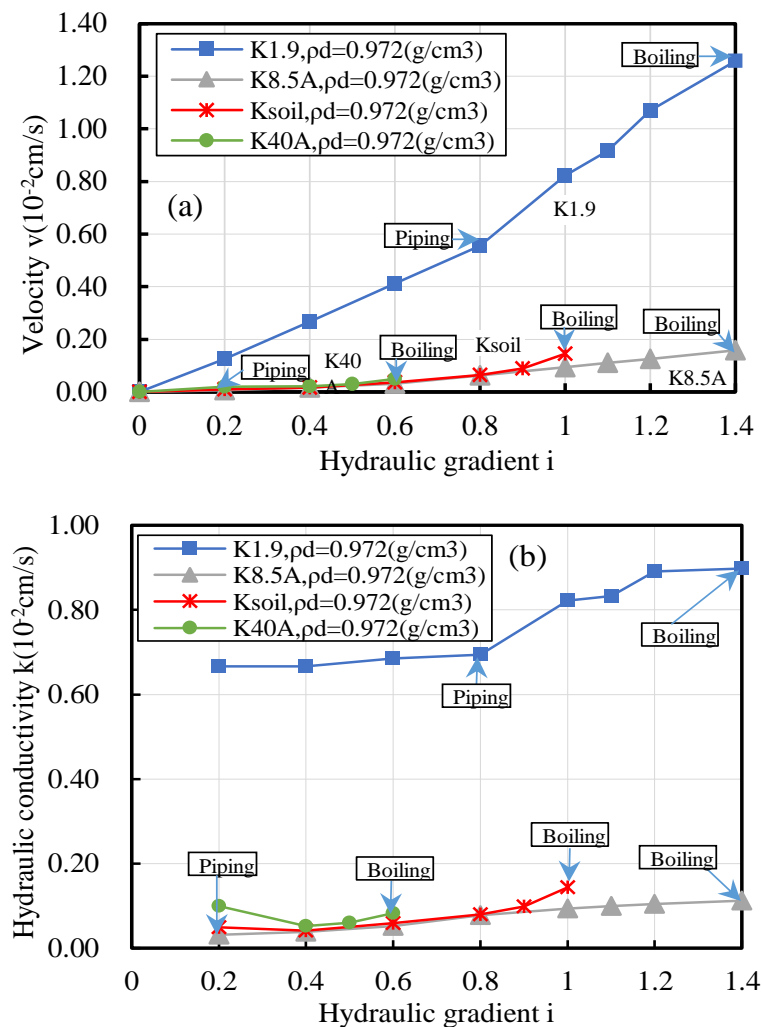 1.40
1.20
1.00
0.80
0.60
0.40
0.20
0.00
Velocity v(10-2cm/s)
K1.9,ρd=0.972(g/cm3)
K8.5A,ρd=0.972(g/cm3)
Ksoil,ρd=0.972(g/cm3)
K40A,ρd=0.972(g/cm3)
Boiling
(a)
K1.9
Piping
Boiling
Ksoil
Boiling
Boiling
K40
A
Piping
K8.5A
0
0.2
0.4
0.6
0.8
1
1.2
1.4
Hydraulic gradient i
1.00
0.80
0.60
0.40
0.20
0.00
Hydraulic conductivity k(10-2cm/s)
K1.9,ρd=0.972(g/cm3)
K8.5A,ρd=0.972(g/cm3)
Ksoil,ρd=0.972(g/cm3)
K40A,ρd=0.972(g/cm3)
(b)
Boiling
Piping
Boiling
Piping
Boiling
Boiling
0
0.2
0.4
0.6
0.8
1
1.2
1.4
Hydraulic gradient i